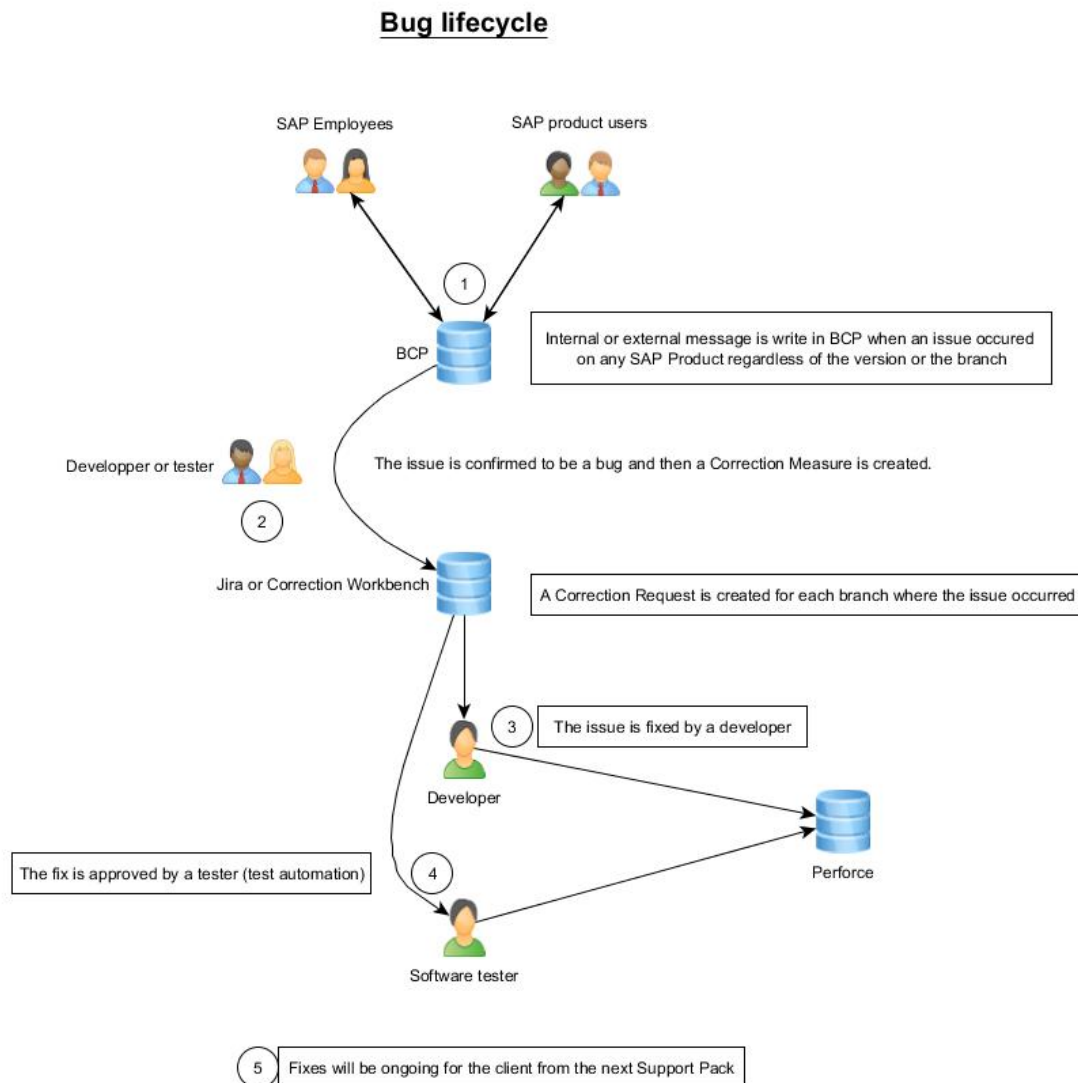 Bug lifecycle
SAP Employees
SAP product users
1
BCP
Internal or external message is write in BCP when an issue occured
on any SAP Product regardless of the version or the branch
Developper or tester
2
The issue is confirmed to be a bug and then a Correction Measure is created.
Jira or Correction Workbench
A Correction Request is created for each branch where the issue occurred
3
The issue is fixed by a developer
Developer
Perforce
The fix is approved by a tester (test automation)
4
Software tester
5
Fixes will be ongoing for the client from the next Support Pack